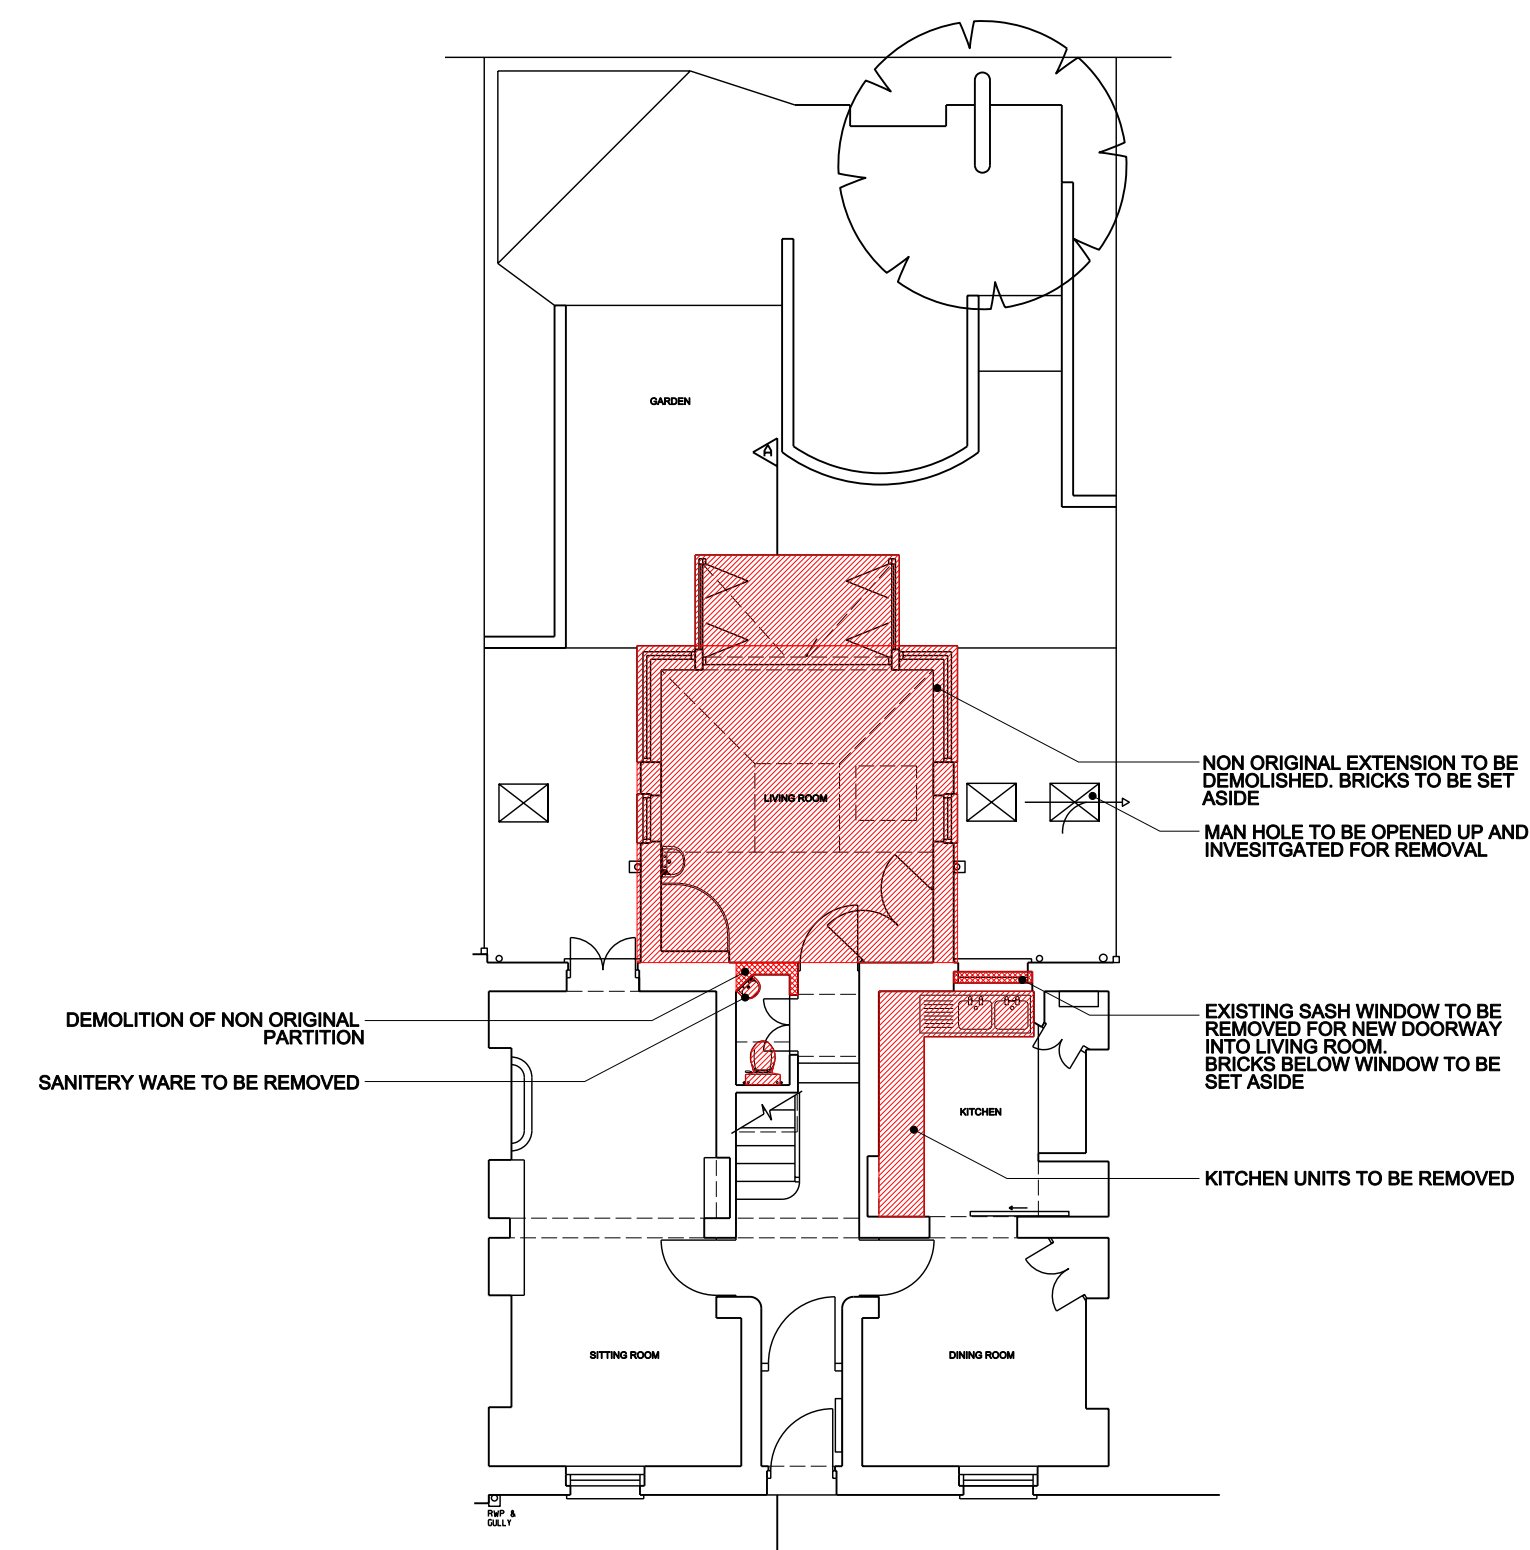 GARDEN
A
LIVING ROOM
NON ORIGINAL EXTENSION TO BE
DEMOLISHED. BRICKS TO BE SET
ASIDE
MAN HOLE TO BE OPENED UP AND
INVESITGATED FOR REMOVAL
DEMOLITION OF NON ORIGINAL
PARTITION
SANITERY WARE TO BE REMOVED
EXISTING SASH WINDOW TO BE
REMOVED FOR NEW DOORWAY
INTO LIVING ROOM.
BRICKS BELOW WINDOW TO BE
SET ASIDE
KITCHEN
KITCHEN UNITS TO BE REMOVED
SITTING ROOM
DINING ROOM
RWP &
GULLY